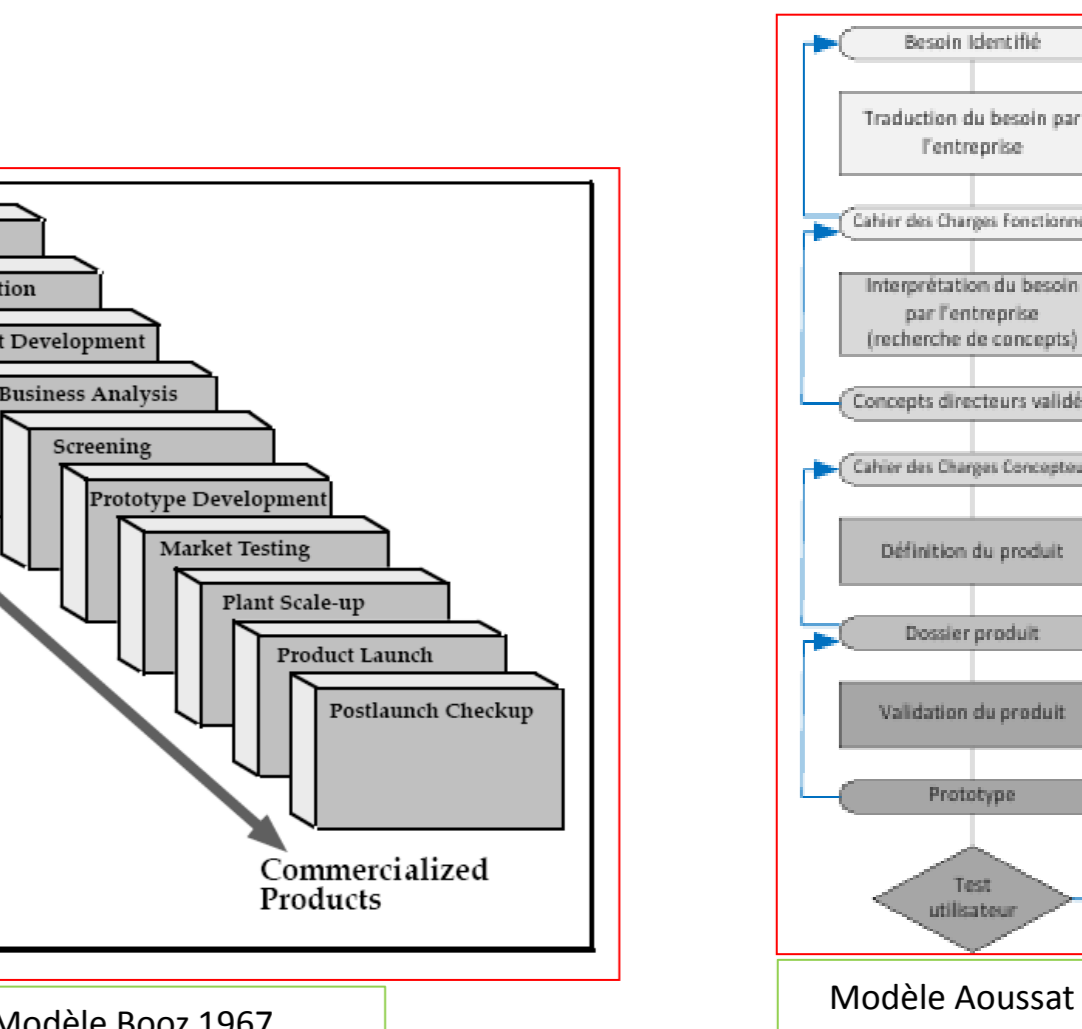 tion
t Development
Business Analysis
Screening
Prototype Development
Market Testing
Plant Scale-up
Product Launch
Postlaunch Checkup
Commercialized
Products
Modèle Booz 1967
Besoin Identifié
Traduction du besoin par
l'entreprise
Cahier des Charges Fonctionne
Interprétation du besoin
par l'entreprise
(recherche de concepts)
Concepts directeurs validé
Cahier des Charges Concepteu
Définition du produit
Dossier produit
Validation du produit
Prototype
Test
utilisateur
Modèle Aoussat